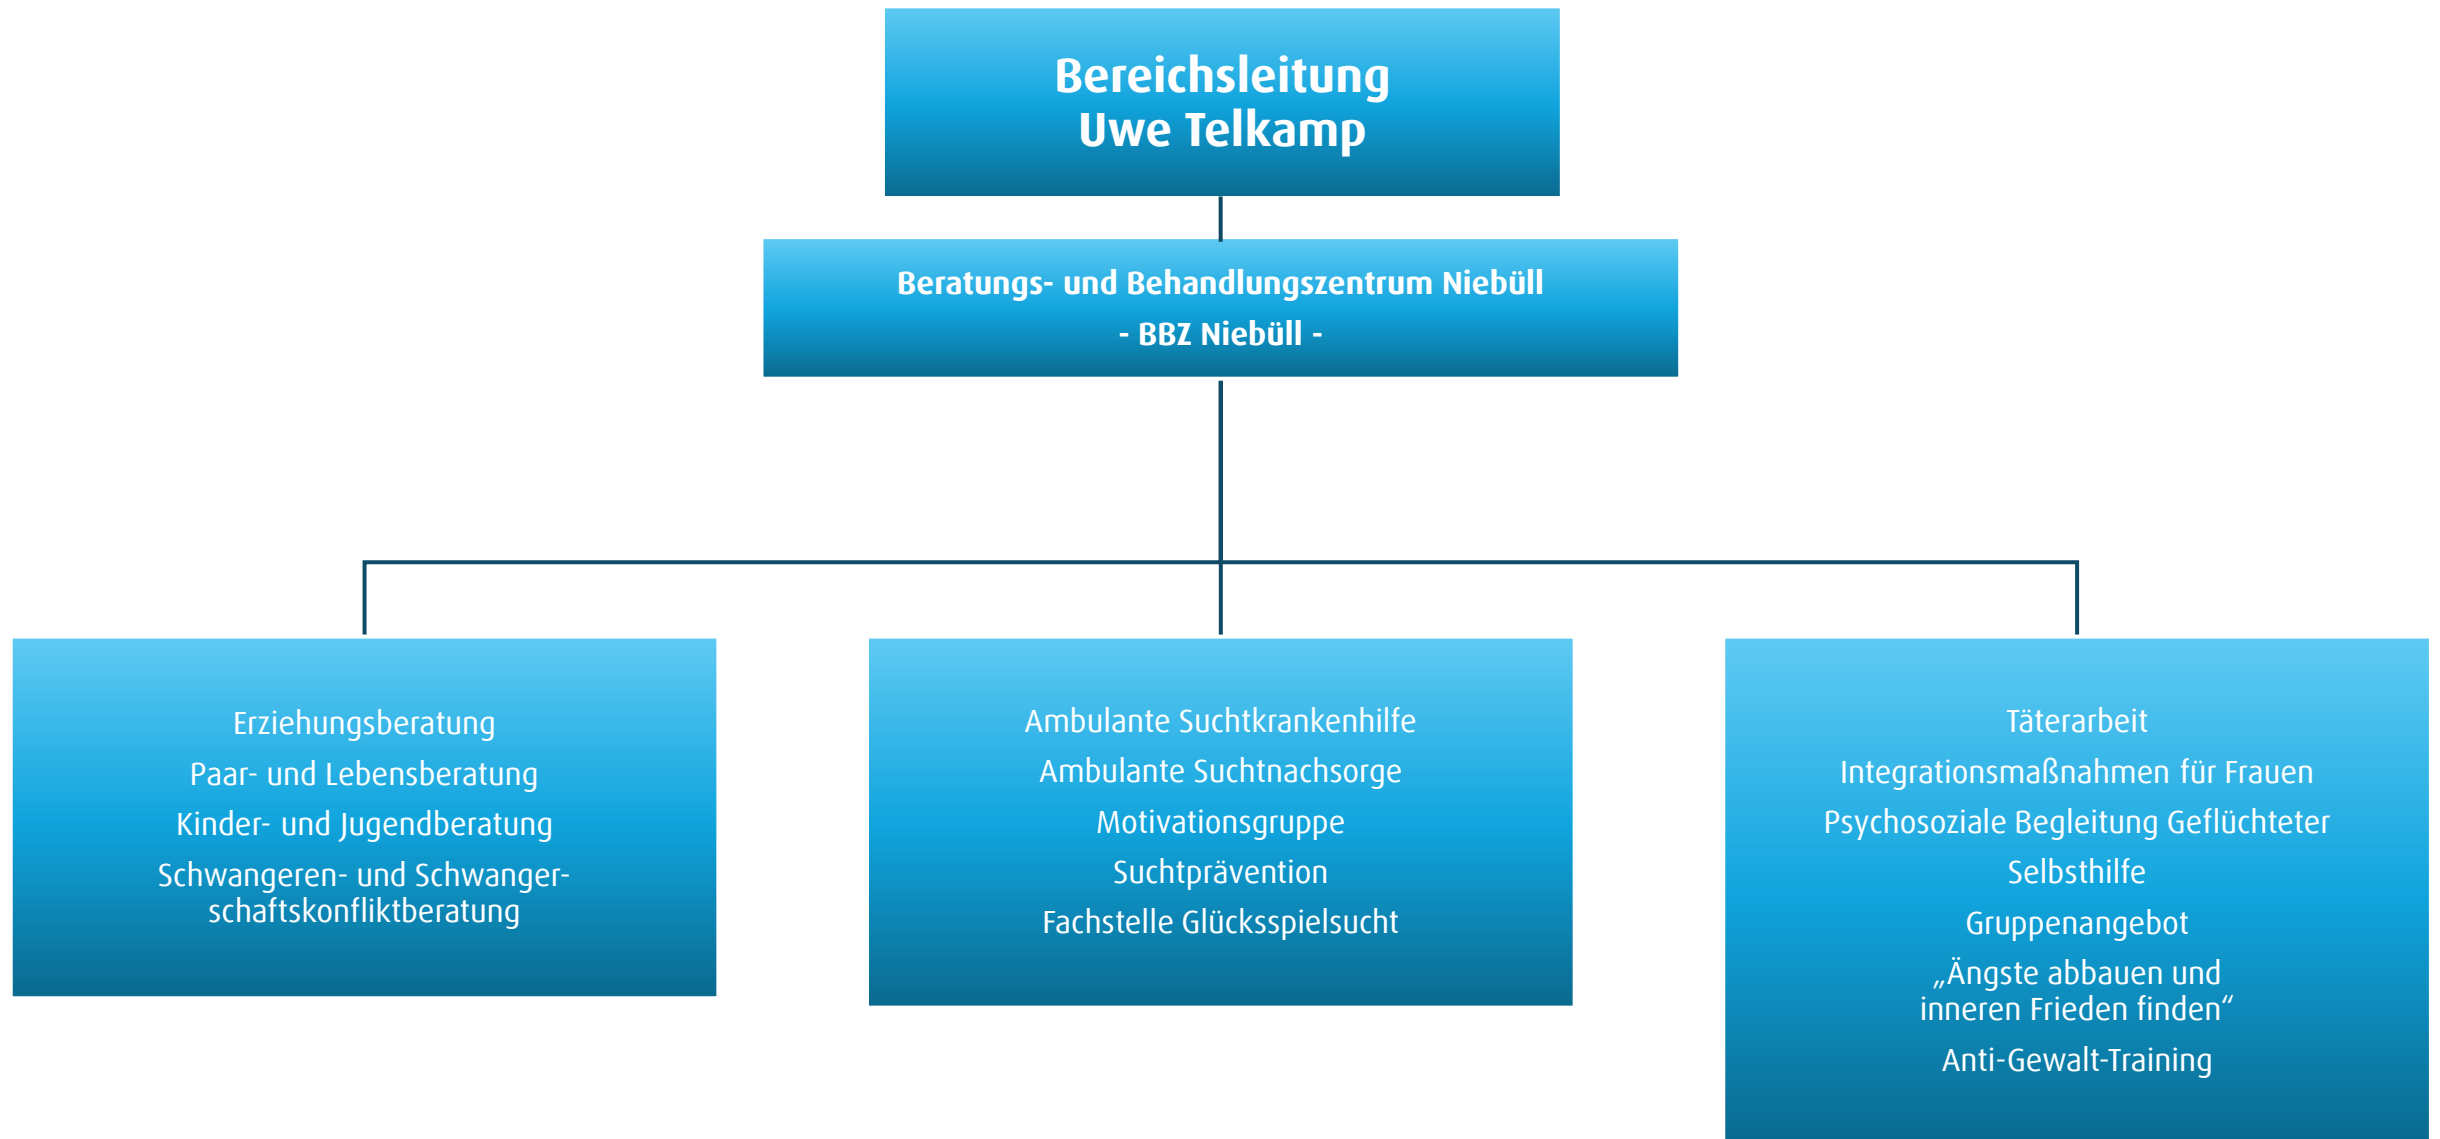 Bereichsleitung
Uwe Telkamp
Beratungs- und Behandlungszentrum Niebüll
- BBZ Niebüll -
Erziehungsberatung
Paar- und Lebensberatung
Kinder- und Jugendberatung
Schwangeren- und Schwanger-
schaftskonfliktberatung
Ambulante Suchtkrankenhilfe
Ambulante Suchtnachsorge
Motivationsgruppe
Suchtprävention
Fachstelle Glücksspielsucht
Täterarbeit
Integrationsmaßnahmen für Frauen
Psychosoziale Begleitung Geflüchteter
Selbsthilfe
Gruppenangebot
„Ängste abbauen und
inneren Frieden finden“
Anti-Gewalt-Training